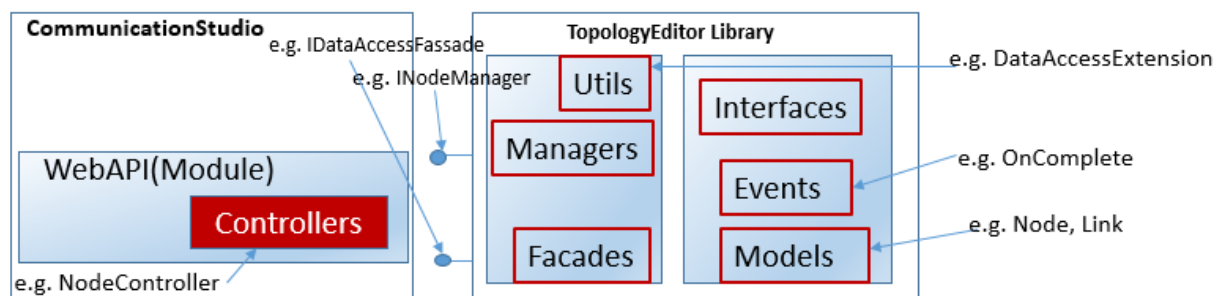 CommunicationStudio
e.g. IDataAccessFassade
e.g. INodeManager
WebAPI(Module)
Controllers
e.g. NodeController
TopologyEditor Library
Utils
Managers
Facades
Interfaces
Events
Models
e.g. DataAccessExtension
e.g. OnComplete
e.g. Node, Link